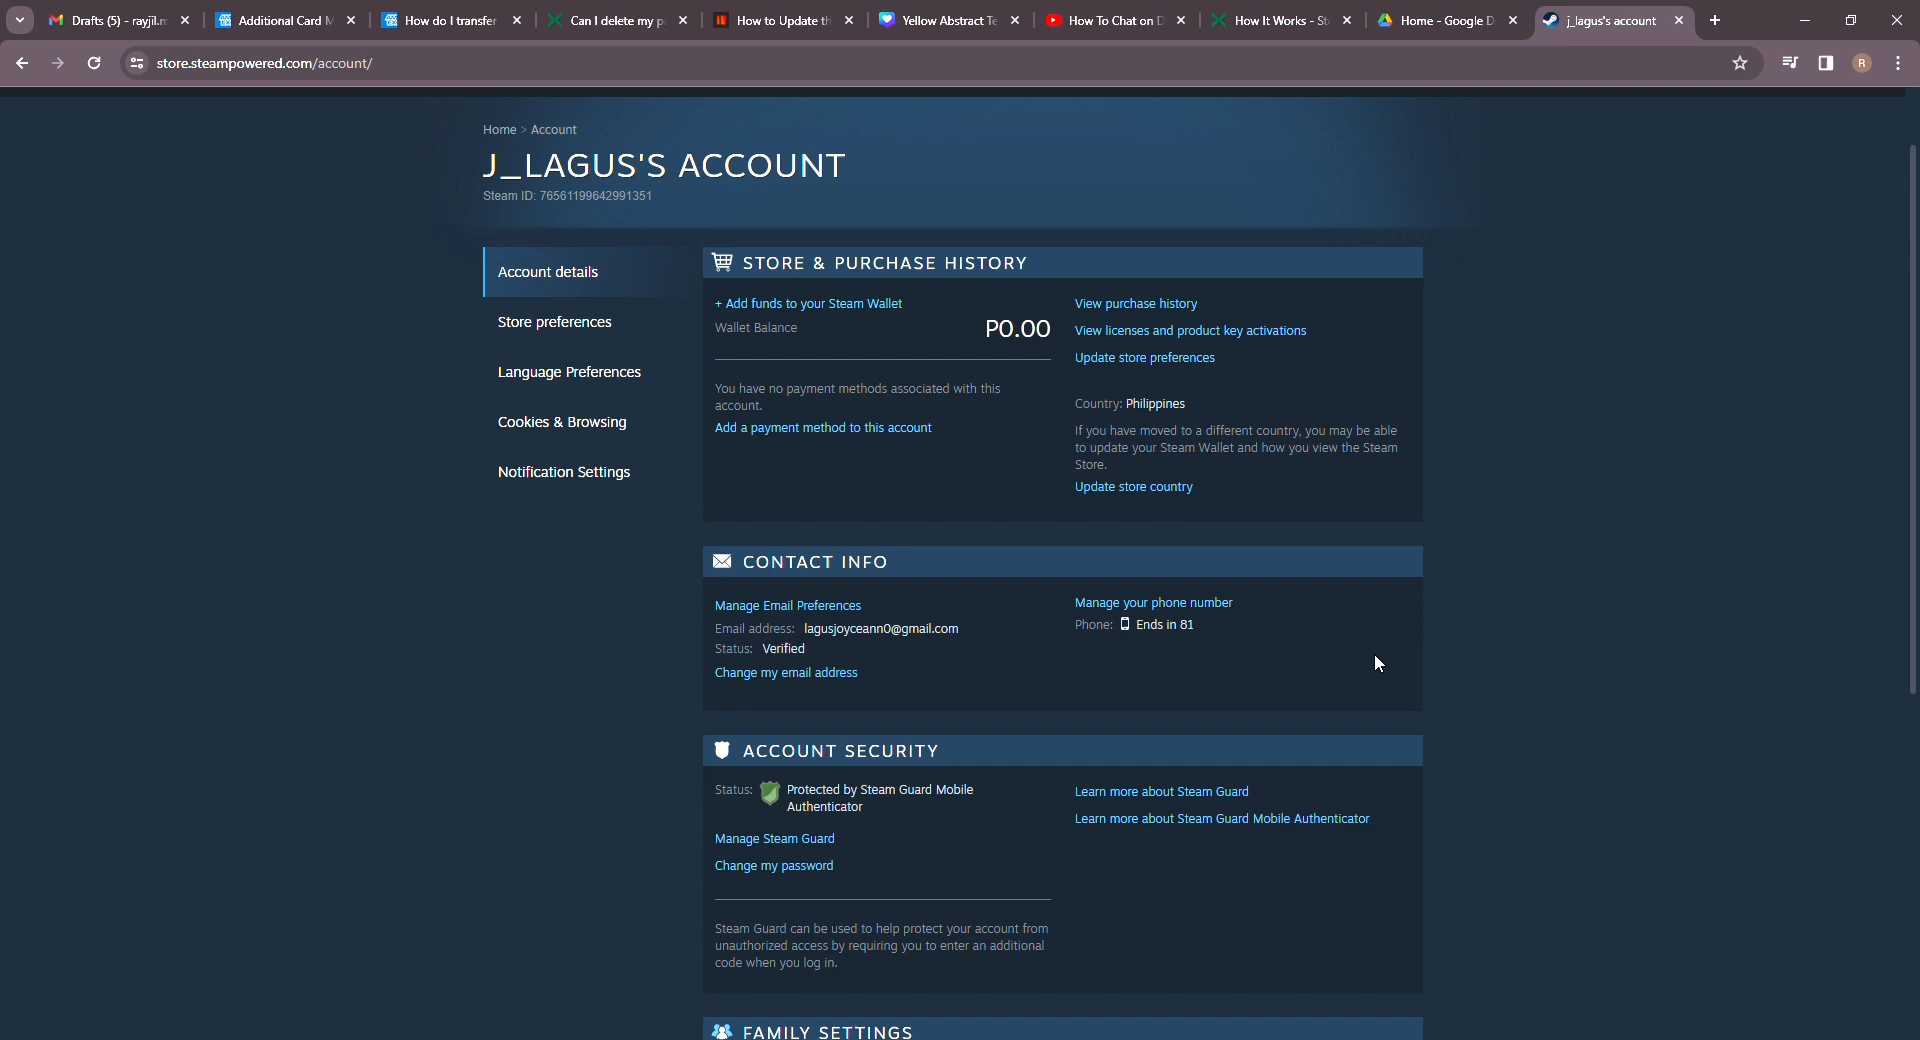 Drafts (5) - rayjil.m
Additional Card M
How do I transfer
Can I delete my p
How to Update th
Yellow Abstract Te
How To Chat on D
How It Works - St
Home - Google D
j_lagus's account
store.steampowered.com/account/
R
Home > Account
J_LAGUS'S ACCOUNT
Steam ID: 76561199642991351
Account details
Store preferences
Language Preferences
Cookies & Browsing
Notification Settings
STORE & PURCHASE HISTORY
+ Add funds to your Steam Wallet
Wallet Balance P0.00
You have no payment methods associated with this
account.
Add a payment method to this account
View purchase history
View licenses and product key activations
Update store preferences
Country: Philippines
If you have moved to a different country, you may be able
to update your Steam Wallet and how you view the Steam
Store.
Update store country
CONTACT INFO
Manage Email Preferences
Email address: lagusjoyceann0@gmail.com
Status: Verified
Change my email address
Manage your phone number
Phone: Ends in 81
ACCOUNT SECURITY
Status: Protected by Steam Guard Mobile
Authenticator
Manage Steam Guard
Change my password
Steam Guard can be used to help protect your account from
unauthorized access by requiring you to enter an additional
code when you log in.
Learn more about Steam Guard
Learn more about Steam Guard Mobile Authenticator
FAMILY SETTINGS